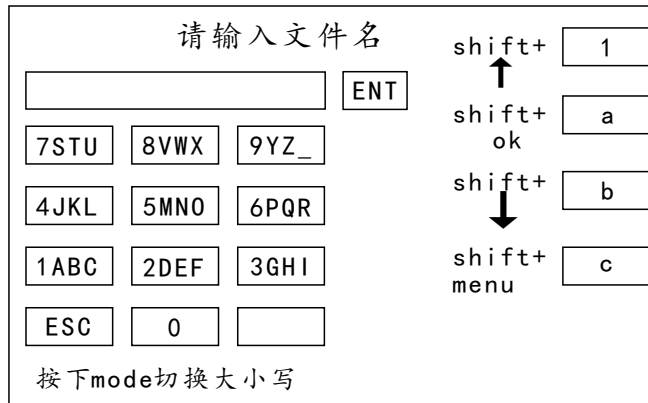 请输入文件名
ENT
7STU 8VWX 9YZ_
4JKL 5MNO 6PQR
1ABC 2DEF 3GHI
ESC 0
按下mode切换大小写
shift+ 1
shift+ a
ok
shift+ b
shift+ c
menu